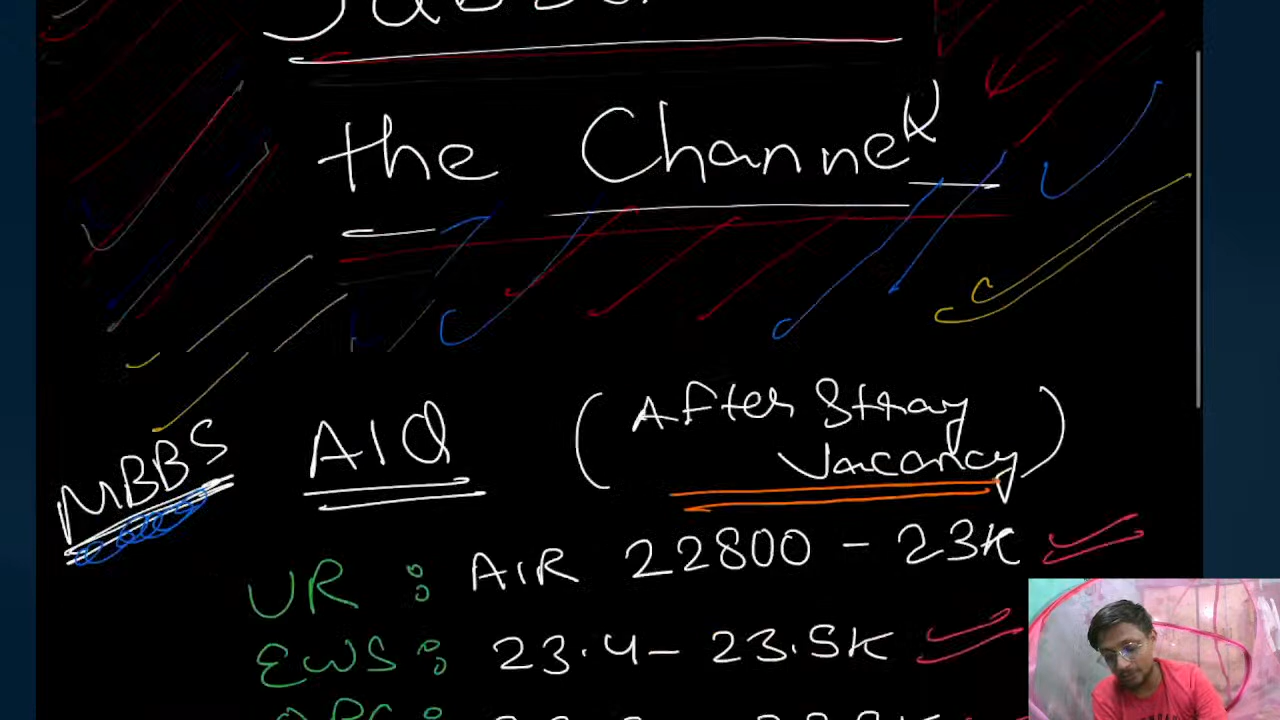 the Channel
MBBS AIQ (After Stray
Vacancy)
UR : AIR 22800 - 23K
EWS : 23.4 - 23.5K